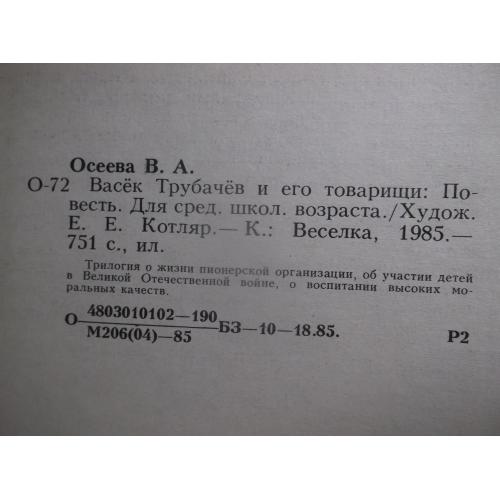 Осеева В. А.
О-72 Васёк Трубачёв и его товарищи: По-
весть. Для сред. школ. возраста./Худож.
Е. Е. Котляр.— К.: Веселка, 1985.—
751 с., ил.
Трилогия о жизни пионерской организации, об участии детей
в Великой Отечественной войне, о воспитании высоких мо-
ральных качеств.
4803010102—190
О БЗ—10—18.85.
М206(04)—85
Р2